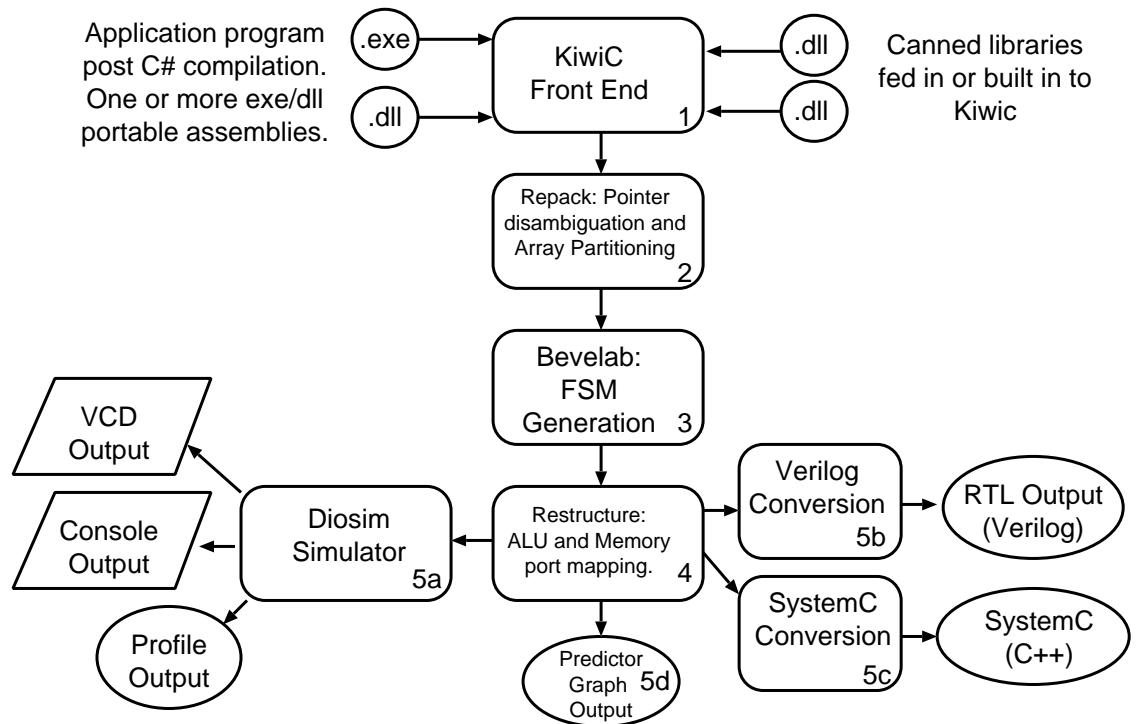 Application program
post C# compilation.
One or more exe/dll
portable assemblies.
.exe
.dll
KiwiC
Front End
1
.dll
.dll
Canned libraries
fed in or built in to
Kiwic
Repack: Pointer
disambiguation and
Array Partitioning
2
Bevelab:
FSM
Generation
3
VCD
Output
Console
Output
Profile
Output
Diosim
Simulator
5a
Restructure:
ALU and Memory
port mapping.
4
Verilog
Conversion
5b
RTL Output
(Verilog)
SystemC
Conversion
5c
SystemC
(C++)
Predictor
Graph
Output
5d